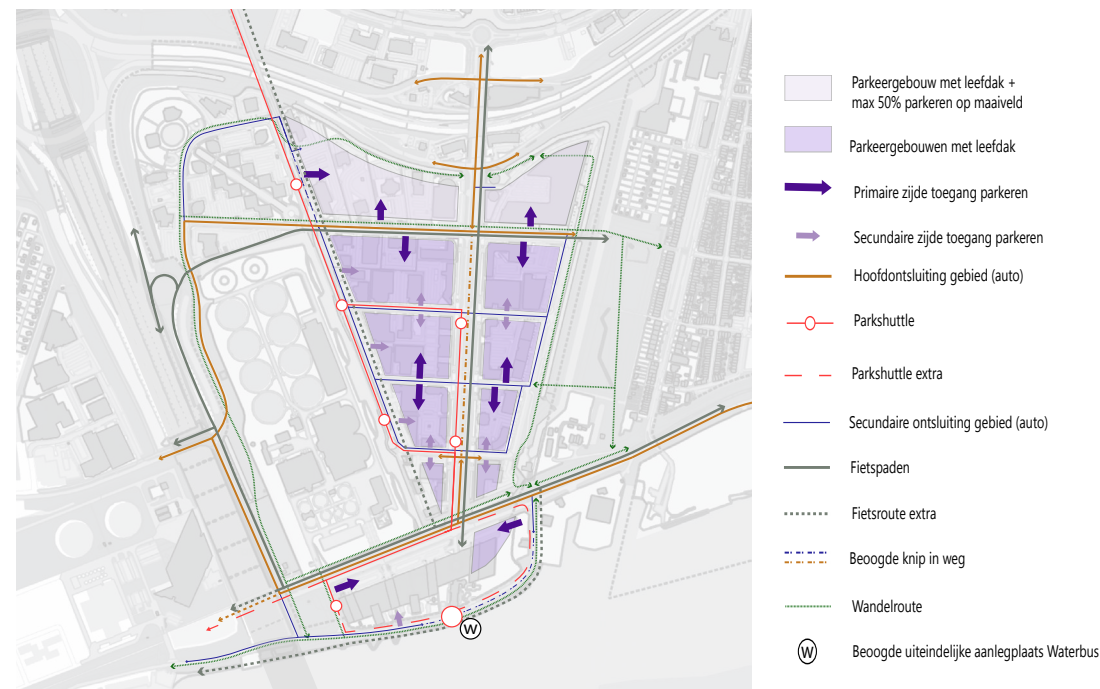 Parkeergebouw met leefdak +
max 50% parkeren op maaiveld
Parkeergebouwen met leefdak
Primaire zijde toegang parkeren
Secundaire zijde toegang parkeren
Hoofdontsluiting gebied (auto)
Parkshuttle
Parkshuttle extra
Secundaire ontsluiting gebied (auto)
Fietspaden
Fietsroute extra
Beoogde knip in weg
Wandelroute
W Beoogde uiteindelijke aanlegplaats Waterbus
W